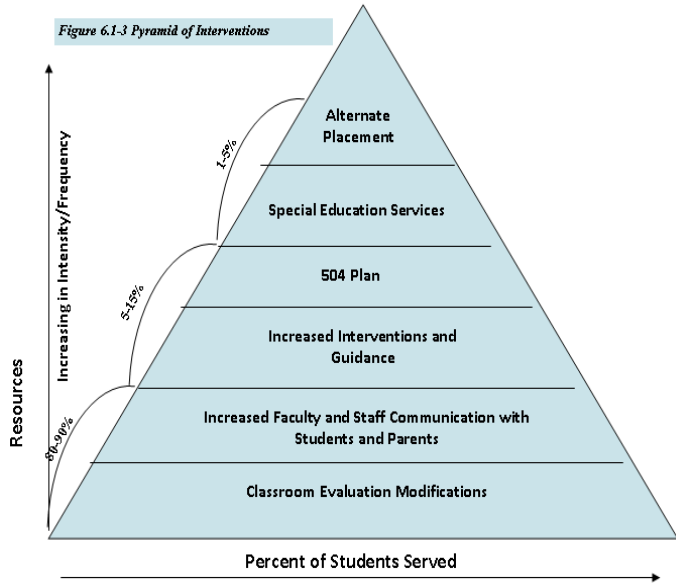 Figure 6.1-3 Pyramid of Interventions
Alternate
Placement
1-5%
Special Education Services
504 Plan
5-15%
Increased Interventions and
Guidance
Increased Faculty and Staff Communication with
Students and Parents
80-90%
Classroom Evaluation Modifications
Increasing in Intensity/Frequency
Resources
Percent of Students Served